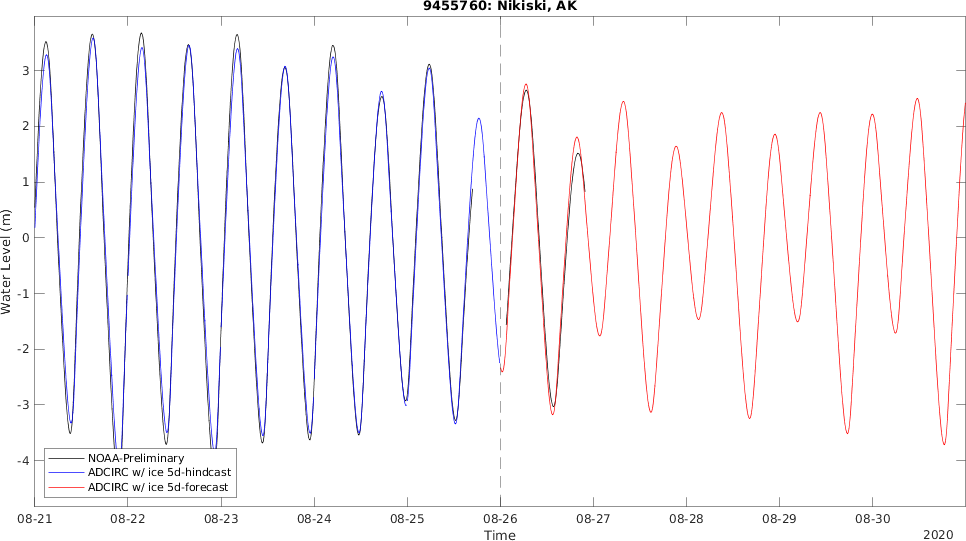 9455760: Nikiski, AK
Water Level (m)
3
2
1
0
-1
-2
-3
-4
NOAA-Preliminary
ADCIRC w/ ice 5d-hindcast
ADCIRC w/ ice 5d-forecast
08-21 08-22 08-23 08-24 08-25 08-26 08-27 08-28 08-29 08-30
Time
2020